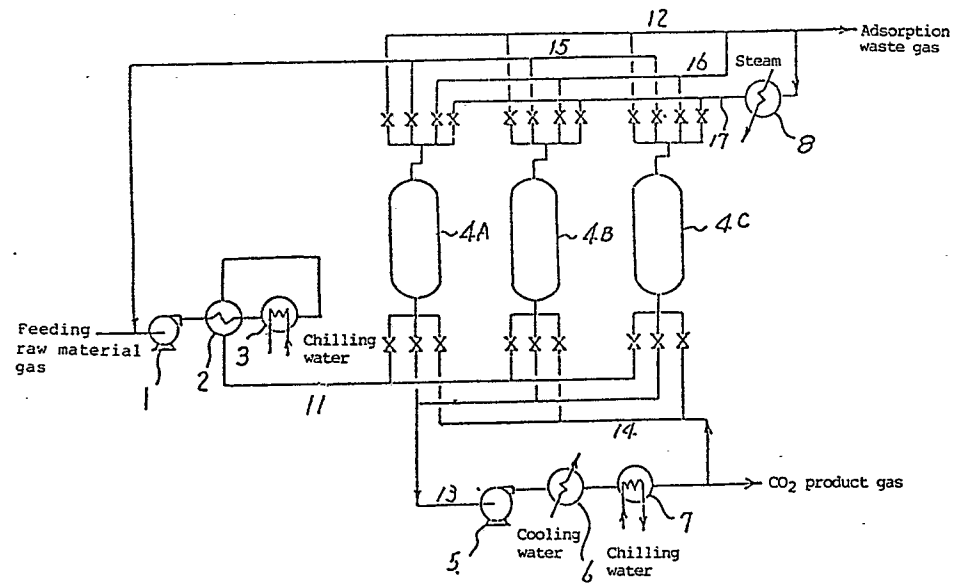 12
Adsorption
waste gas
15
16
Steam
17
8
4A
4B
4C
Feeding
raw material
gas
1
2
3
Chilling
water
11
14.
13
5
Cooling
water
6
7
Chilling
water
CO₂ product gas